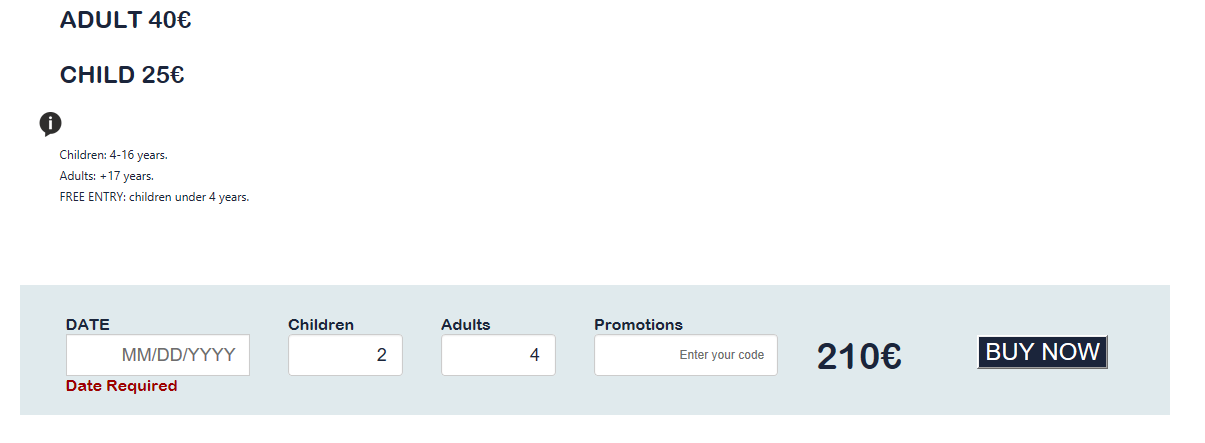 ADULT 40€
CHILD 25€
i
Children: 4-16 years.
Adults: +17 years.
FREE ENTRY: children under 4 years.
DATE Children Adults Promotions
MM/DD/YYYY 2 4 Enter your code 210€ BUY NOW
Date Required